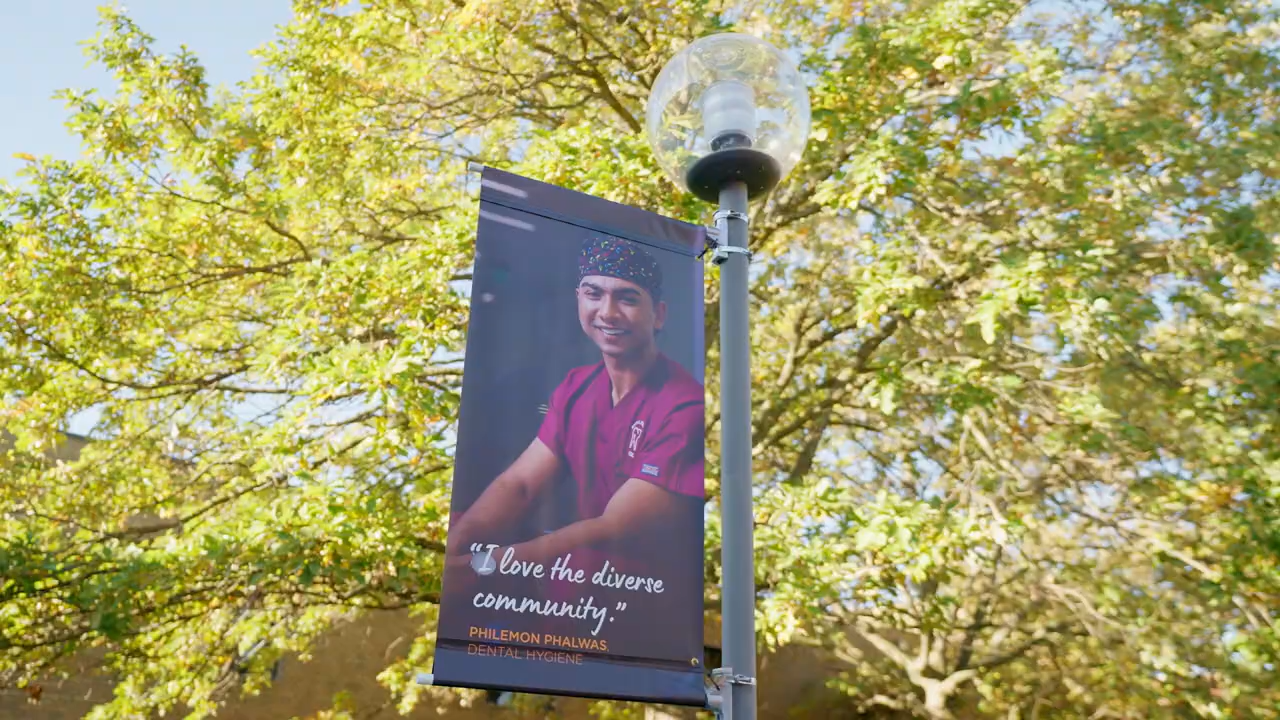 “I love the diverse
community.”
PHILEMON PHALWAS
DENTAL HYGIENE